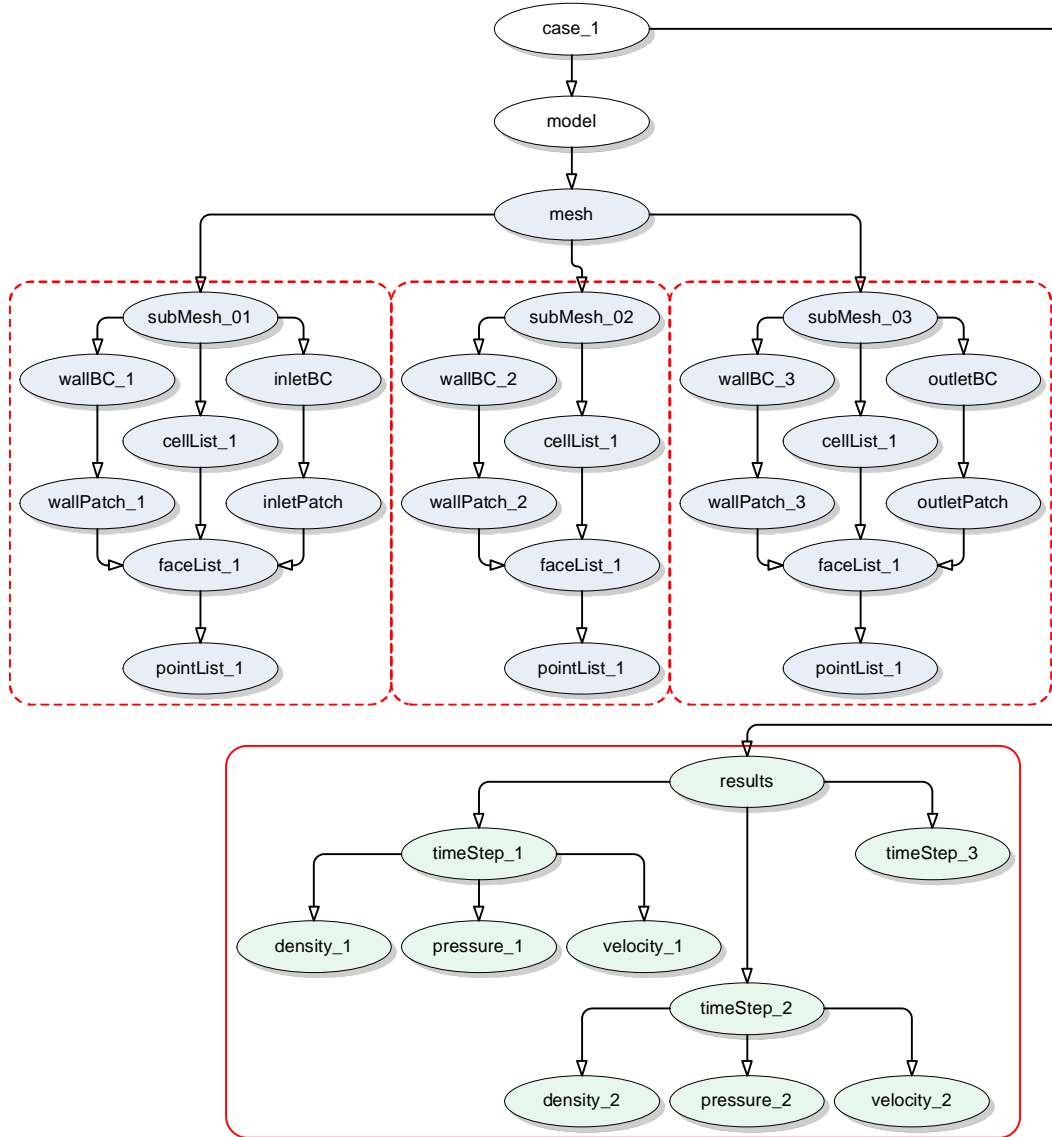 case_1
model
mesh
subMesh_01
subMesh_02
subMesh_03
wallBC_1
inletBC
wallBC_2
wallBC_3
outletBC
cellList_1
cellList_1
cellList_1
wallPatch_1
inletPatch
wallPatch_2
wallPatch_3
outletPatch
faceList_1
faceList_1
faceList_1
pointList_1
pointList_1
pointList_1
results
timeStep_1
timeStep_3
density_1
pressure_1
velocity_1
timeStep_2
density_2
pressure_2
velocity_2